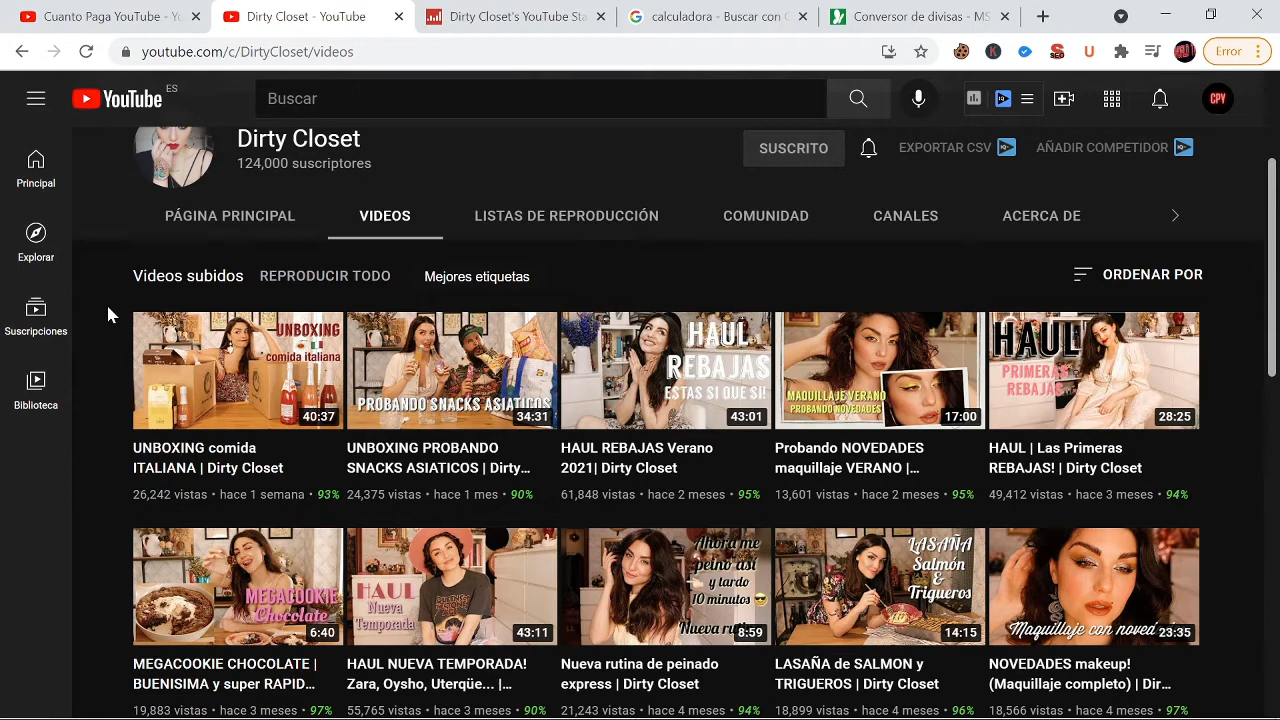 Cuanto Paga YouTube - Yo
Dirty Closet - YouTube
Dirty Closet's YouTube Sta
calculadora - Buscar con G
Conversor de divisas - MS
youtube.com/c/DirtyCloset/videos
K
SEO
U
Error
YouTube ES
Buscar
IQ
CPY
Dirty Closet
124,000 suscriptores
SUSCRITO
EXPORTAR CSV IQ
AÑADIR COMPETIDOR IQ
Principal
Explorar
Suscripciones
Biblioteca
PÁGINA PRINCIPAL
VIDEOS
LISTAS DE REPRODUCCIÓN
COMUNIDAD
CANALES
ACERCA DE
Videos subidos
REPRODUCIR TODO
Mejores etiquetas
ORDENAR POR
UNBOXING
comida italiana
40:37
PROBANDO SNACKS ASIATICOS
34:31
HAUL
REBAJAS
ESTAS SI QUE SI!
43:01
MAQUILLAJE VERANO
PROBANDO NOVEDADES
17:00
HAUL
PRIMERAS
REBAJAS
28:25
UNBOXING comida
ITALIANA | Dirty Closet
26,242 vistas • hace 1 semana • 93%
UNBOXING PROBANDO
SNACKS ASIATICOS | Dirty...
24,375 vistas • hace 1 mes • 90%
HAUL REBAJAS Verano
2021| Dirty Closet
61,848 vistas • hace 2 meses • 95%
Probando NOVEDADES
maquillaje VERANO |...
13,601 vistas • hace 2 meses • 95%
HAUL | Las Primeras
REBAJAS! | Dirty Closet
49,412 vistas • hace 3 meses • 94%
MEGACOOKIE
Chocolate
6:40
HAUL
Nueva
Temporada
43:11
Ahora me
peino así
y tardo
10 minutos
Nueva
8:59
LASAÑA
Salmón
&
Trigueros
14:15
Maquillaje con
23:35
MEGACOOKIE CHOCOLATE |
BUENISIMA y super RAPID...
19,883 vistas • hace 3 meses • 97%
HAUL NUEVA TEMPORADA!
Zara, Oysho, Uterqüe... |...
55,765 vistas • hace 3 meses • 90%
Nueva rutina de peinado
express | Dirty Closet
21,243 vistas • hace 4 meses • 94%
LASAÑA de SALMON y
TRIGUEROS | Dirty Closet
18,899 vistas • hace 4 meses • 96%
NOVEDADES makeup!
(Maquillaje completo) | Dir...
18,566 vistas • hace 4 meses • 97%